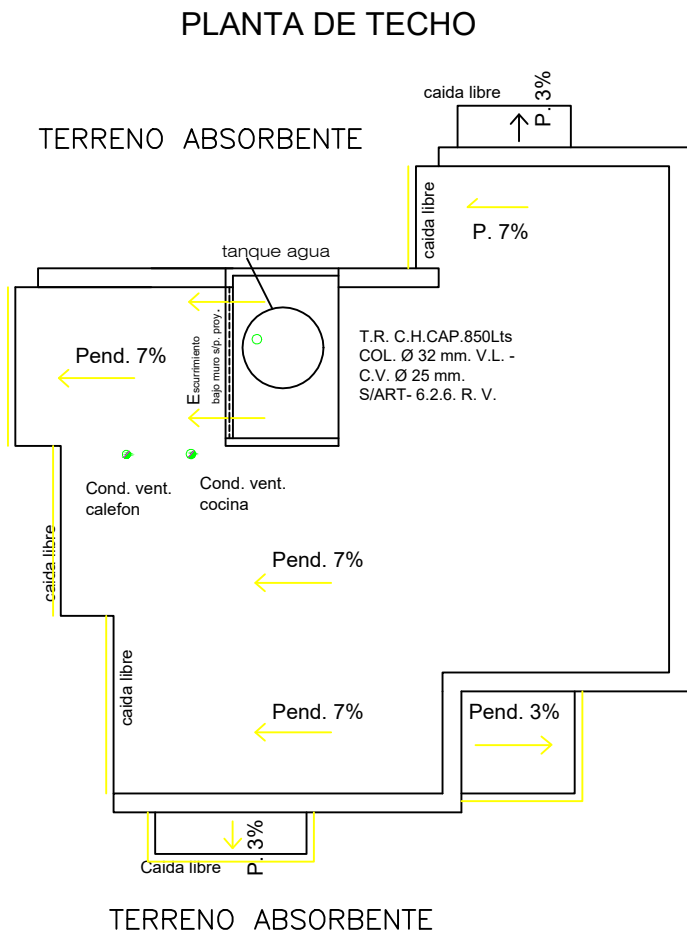 PLANTA DE TECHO
caida libre
P. 3%
TERRENO ABSORBENTE
caida libre
P. 7%
tanque agua
Escurrimiento
bajo muro s/p. proy.
T.R. C.H.CAP.850Lts
COL. Ø 32 mm. V.L. -
C.V. Ø 25 mm.
S/ART- 6.2.6. R. V.
Pend. 7%
Cond. vent.
calefon
Cond. vent.
cocina
caida libre
Pend. 7%
caida libre
Pend. 7%
Pend. 3%
P. 3%
Caida libre
TERRENO ABSORBENTE